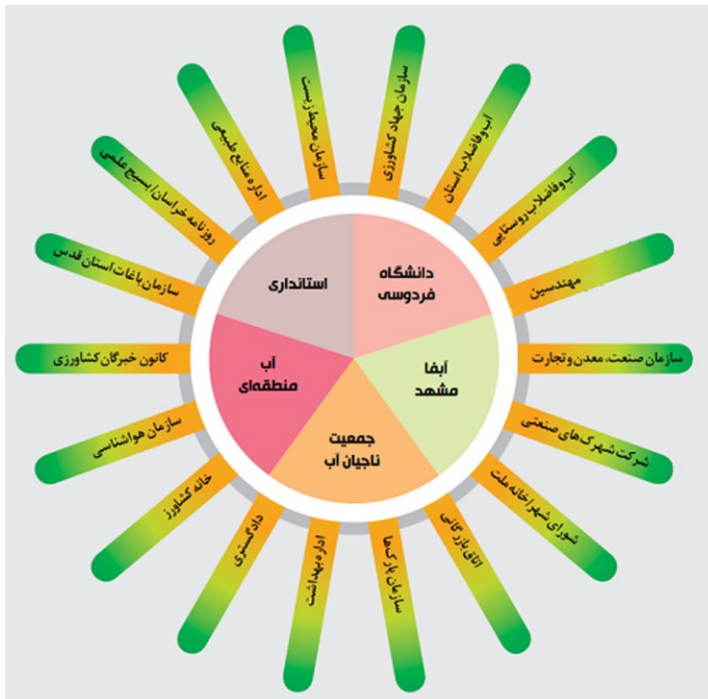 دانشگاه
فردوسی
آبفا
مشهد
جمعیت
ناجیان آب
آب
منطقه‌ای
استانداری
سازمان جهاد کشاورزی
آب و فاضلاب استان
آب و فاضلاب روستایی
مهندسین
سازمان صنعت، معدن و تجارت
شرکت شهرک‌های صنعتی
شورای شهر/خانه ملت
اتاق بازرگانی
سازمان پارک‌ها
اداره بهداشت
دادگستری
خانه کشاورز
سازمان هواشناسی
کانون خبرگان کشاورزی
سازمان باغات استان قدس
روزنامه خراسان/بسیج علمی
اداره منابع طبیعی
سازمان محیط زیست